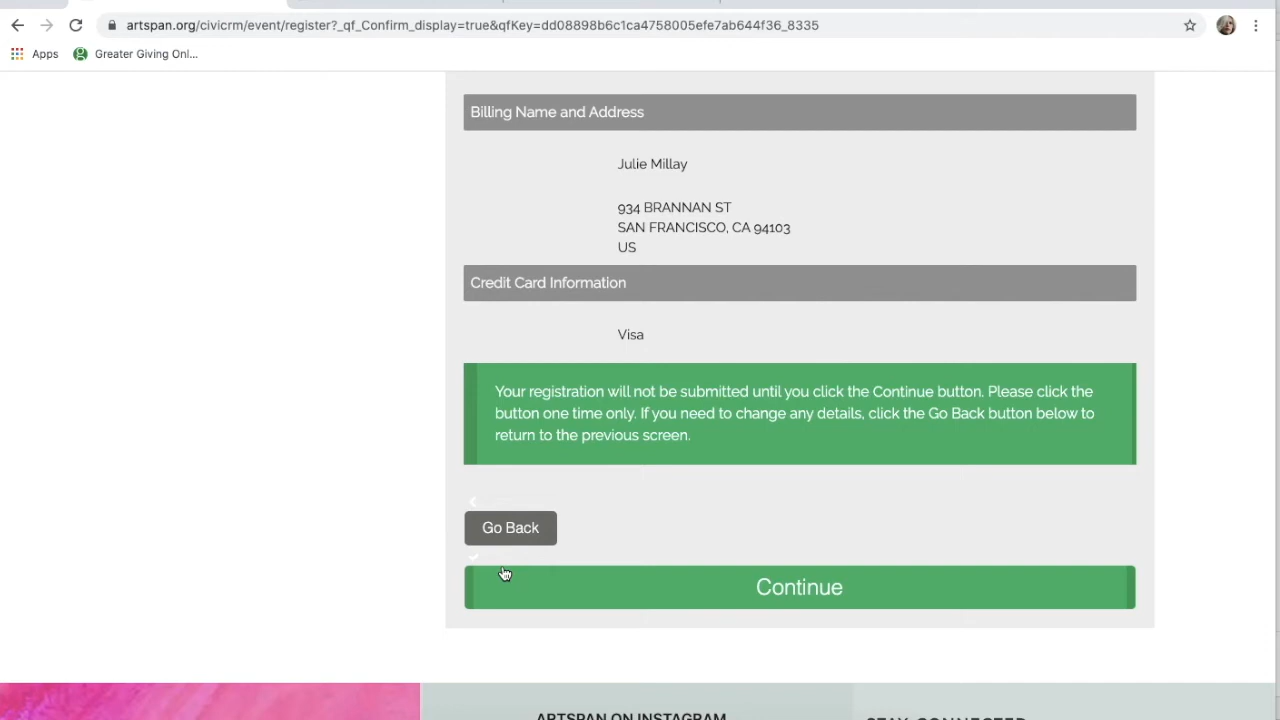 artspan.org/civicrm/event/register?_qf_Confirm_display=true&qfKey=dd08898b6c1ca4758005efe7ab644f36_8335
Apps Greater Giving Onl...
Billing Name and Address
Julie Millay
934 BRANNAN ST
SAN FRANCISCO, CA 94103
US
Credit Card Information
Visa
Your registration will not be submitted until you click the Continue button. Please click the
button one time only. If you need to change any details, click the Go Back button below to
return to the previous screen.
Go Back
Continue
ARTSPAN ON INSTAGRAM
STAY CONNECTED